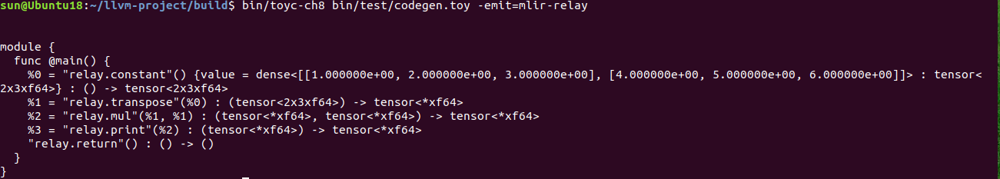 sun@Ubuntu18:~/llvm-project/build$ bin/toyc-ch8 bin/test/codegen.toy -emit=mlir-relay
module {
  func @main() {
    %0 = "relay.constant"() {value = dense<[[1.000000e+00, 2.000000e+00, 3.000000e+00], [4.000000e+00, 5.000000e+00, 6.000000e+00]]> : tensor<
2x3xf64>} : () -> tensor<2x3xf64>
    %1 = "relay.transpose"(%0) : (tensor<2x3xf64>) -> tensor<*xf64>
    %2 = "relay.mul"(%1, %1) : (tensor<*xf64>, tensor<*xf64>) -> tensor<*xf64>
    %3 = "relay.print"(%2) : (tensor<*xf64>) -> tensor<*xf64>
    "relay.return"() : () -> ()
  }
}